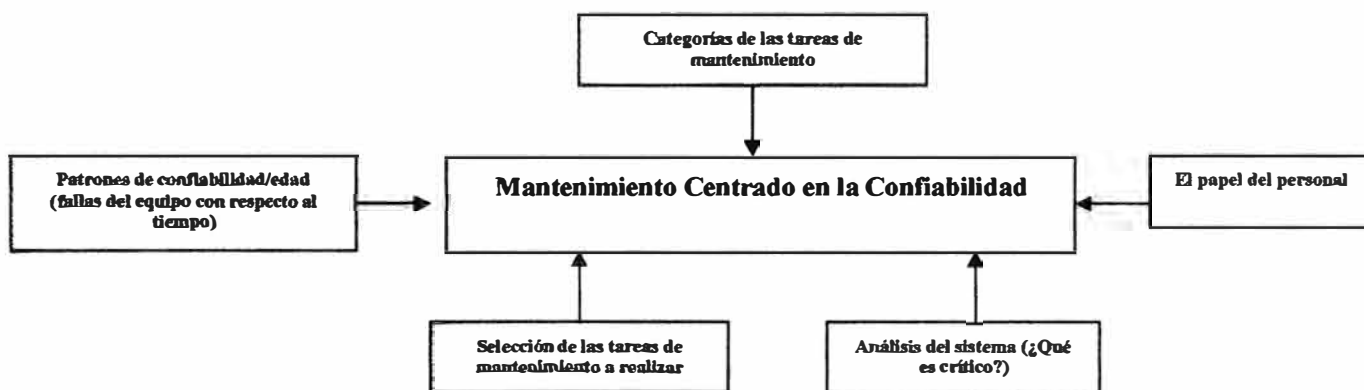 Categorías de las tareas de
mantenimiento
Patrones de confiabilidad/edad
(fallas del equipo con respecto al
tiempo)
Mantenimiento Centrado en la Confiabilidad
El papel del personal
Selección de las tareas de
mantenimiento a realizar
Análisis del sistema (¿Qué
es crítico?)